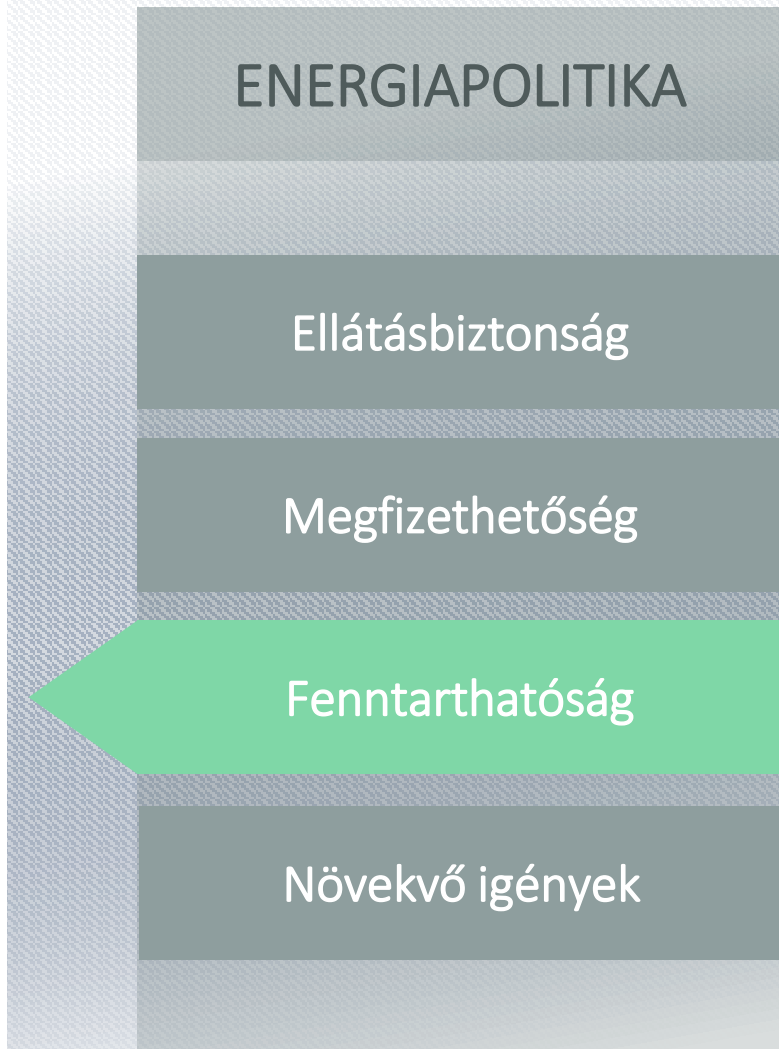 ENERGIAPOLITIKA
Ellátásbiztonság
Megfizethetőség
Fenntarthatóság
Növekvő igények